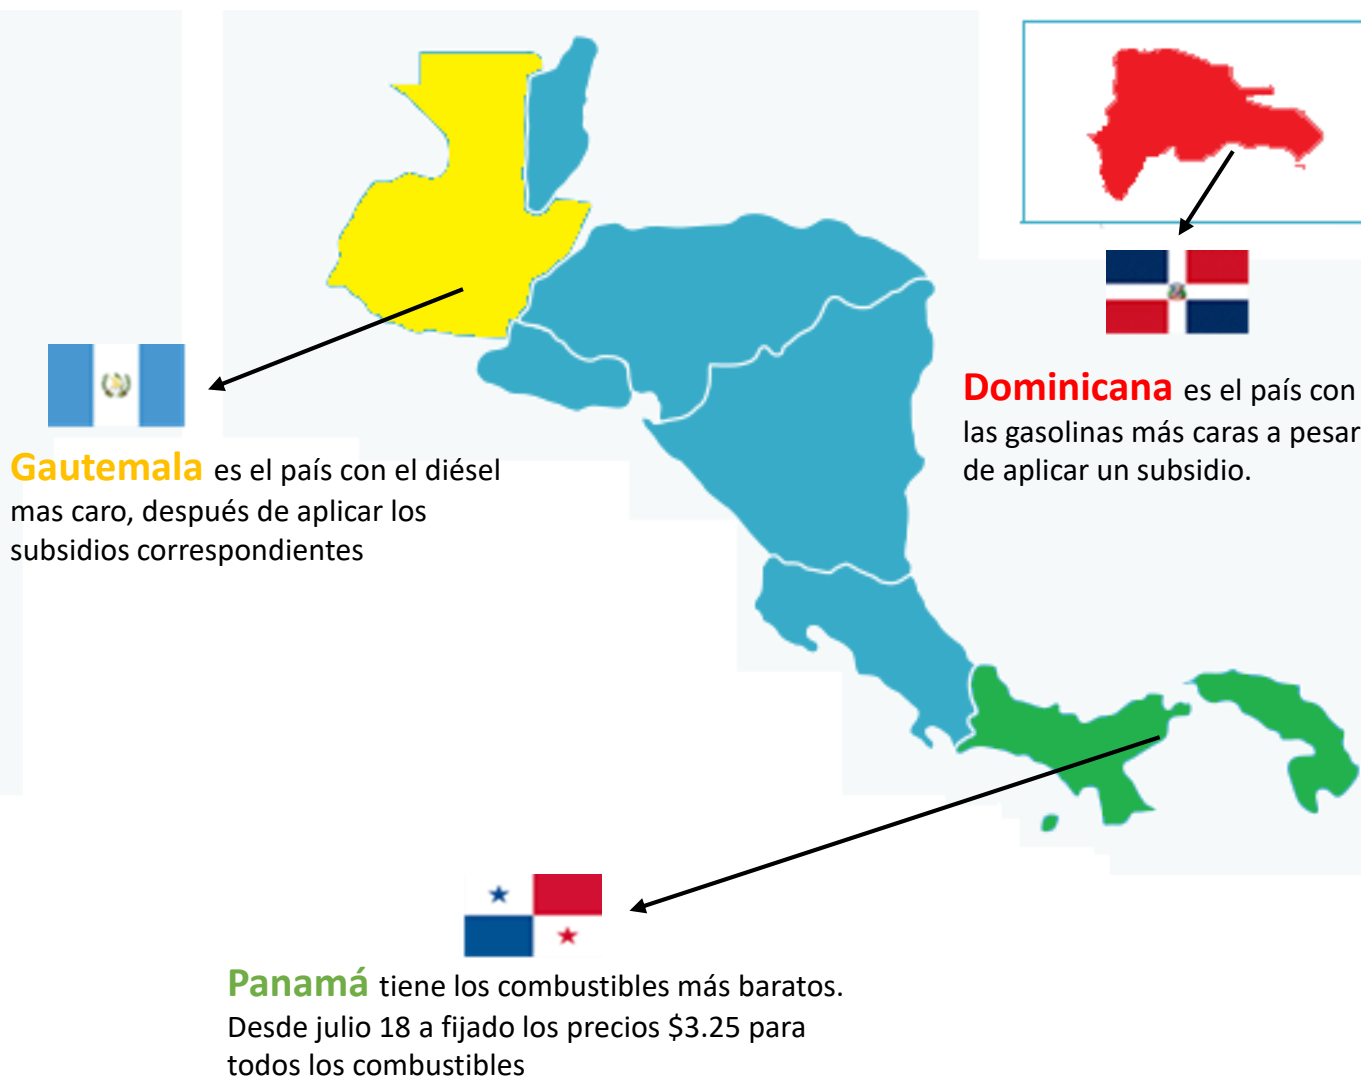 Gautemala es el país con el diésel
mas caro, después de aplicar los
subsidios correspondientes
Dominicana es el país con
las gasolinas más caras a pesar
de aplicar un subsidio.
Panamá tiene los combustibles más baratos.
Desde julio 18 a fijado los precios $3.25 para
todos los combustibles